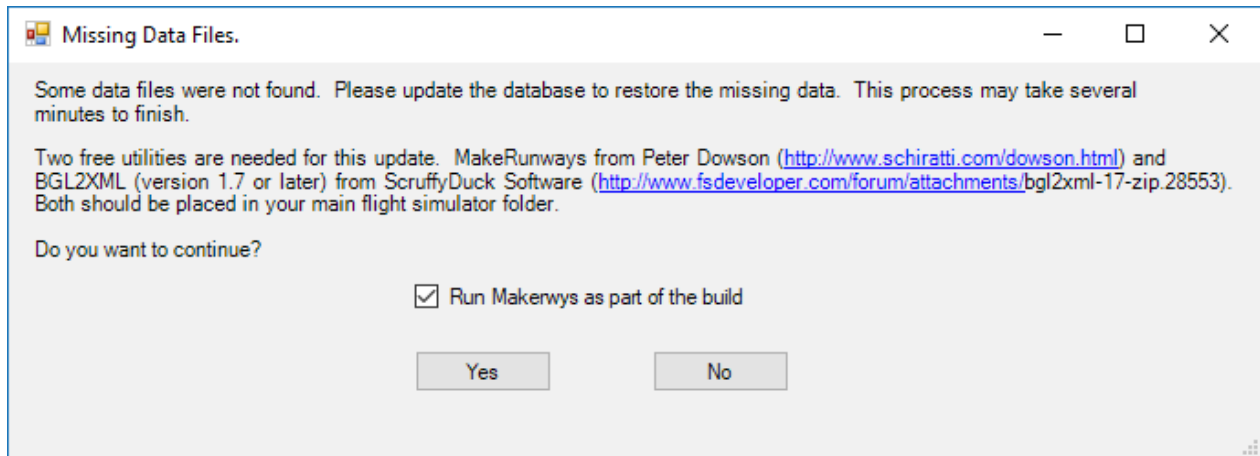 Missing Data Files.
Some data files were not found.  Please update the database to restore the missing data.  This process may take several
minutes to finish.
Two free utilities are needed for this update.  MakeRunways from Peter Dowson (http://www.schiratti.com/dowson.html) and
BGL2XML (version 1.7 or later) from ScruffyDuck Software (http://www.fsdeveloper.com/forum/attachments/bgl2xml-17-zip.28553).
Both should be placed in your main flight simulator folder.
Do you want to continue?
Run Makerwys as part of the build
Yes No